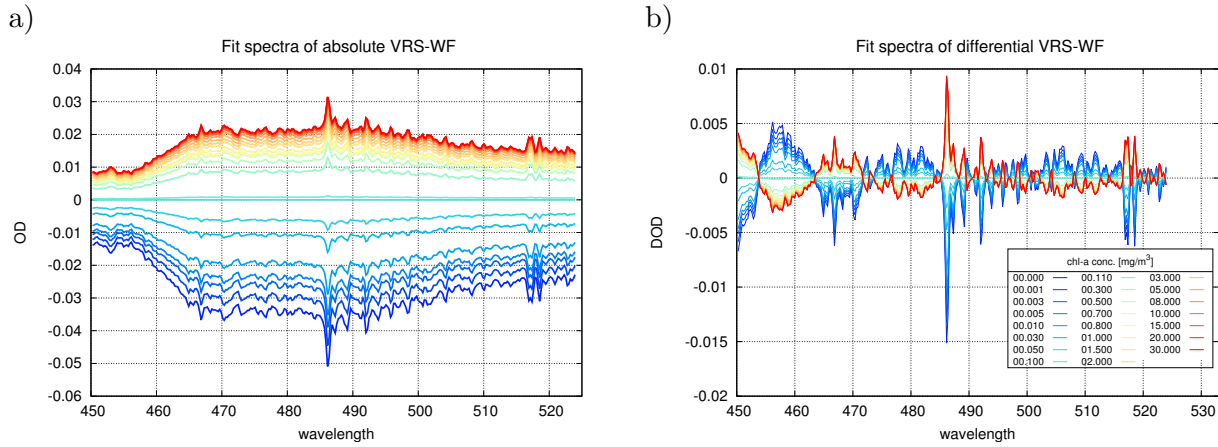 a)
Fit spectra of absolute VRS-WF
0.04
0.03
0.02
0.01
0
-0.01
-0.02
-0.03
-0.04
-0.05
-0.06
OD
450 460 470 480 490 500 510 520
wavelength
b)
Fit spectra of differential VRS-WF
0.01
0.005
0
-0.005
-0.01
-0.015
-0.02
DOD
chl-a conc. [mg/m³]
00.000 00.110 03.000
00.001 00.300 05.000
00.003 00.500 08.000
00.005 00.700 10.000
00.010 00.800 15.000
00.030 01.000 20.000
00.050 01.500 30.000
00.100 02.000
450 460 470 480 490 500 510 520 530
wavelength